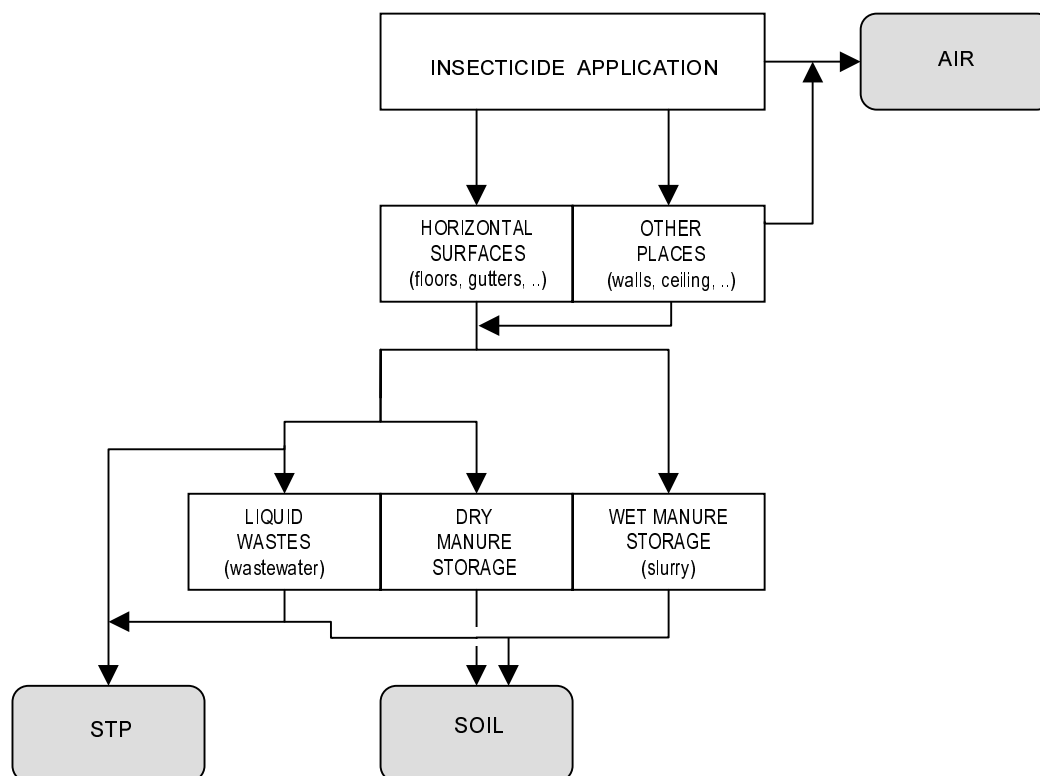 INSECTICIDE APPLICATION
AIR
HORIZONTAL
SURFACES
(floors, gutters, ..)
OTHER
PLACES
(walls, ceiling, ..)
LIQUID
WASTES
(wastewater)
DRY
MANURE
STORAGE
WET MANURE
STORAGE
(slurry)
STP
SOIL